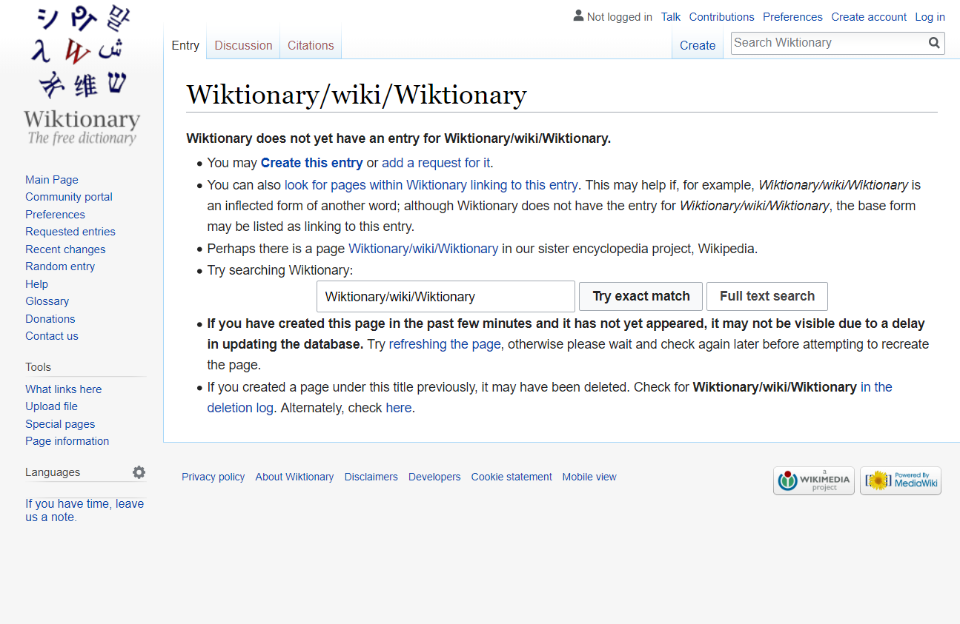 シ
wiki
말
λ
W
ش
维
ש
Wiktionary
The free dictionary
Main Page
Community portal
Preferences
Requested entries
Recent changes
Random entry
Help
Glossary
Donations
Contact us
Tools
What links here
Upload file
Special pages
Page information
Languages
If you have time, leave
us a note.
Not logged in Talk Contributions Preferences Create account Log in
Entry Discussion Citations Create Search Wiktionary
Wiktionary/wiki/Wiktionary
Wiktionary does not yet have an entry for Wiktionary/wiki/Wiktionary.
• You may Create this entry or add a request for it.
• You can also look for pages within Wiktionary linking to this entry. This may help if, for example, Wiktionary/wiki/Wiktionary is
an inflected form of another word; although Wiktionary does not have the entry for Wiktionary/wiki/Wiktionary, the base form
may be listed as linking to this entry.
• Perhaps there is a page Wiktionary/wiki/Wiktionary in our sister encyclopedia project, Wikipedia.
• Try searching Wiktionary:
Wiktionary/wiki/Wiktionary Try exact match Full text search
• If you have created this page in the past few minutes and it has not yet appeared, it may not be visible due to a delay
in updating the database. Try refreshing the page, otherwise please wait and check again later before attempting to recreate
the page.
• If you created a page under this title previously, it may have been deleted. Check for Wiktionary/wiki/Wiktionary in the
deletion log. Alternately, check here.
Privacy policy About Wiktionary Disclaimers Developers Cookie statement Mobile view
a
WIKIMEDIA
project
Powered By
MediaWiki